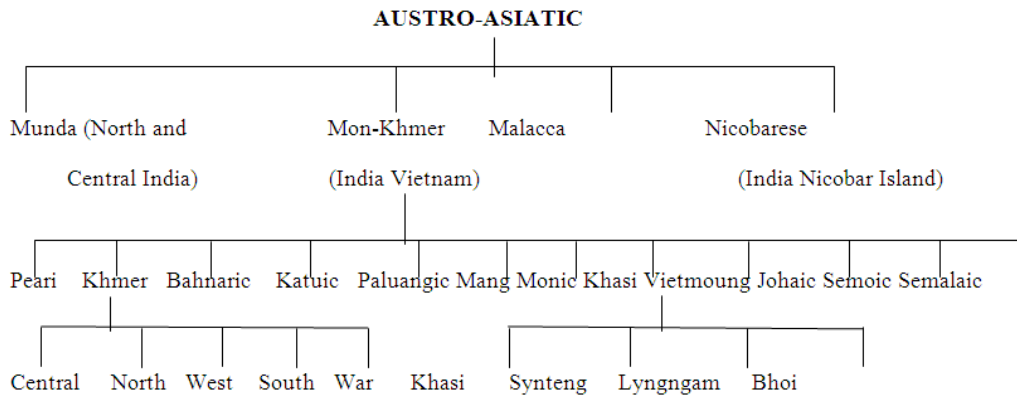 AUSTRO-ASIATIC
Munda (North and Mon-Khmer Malacca Nicobarese
Central India) (India Vietnam) (India Nicobar Island)
Peari Khmer Bahnaric Katuic Paluangic Mang Monic Khasi Vietmoung Johaic Semoic Semalaic
Central North West South War Khasi Synteng Lyngngam Bhoi